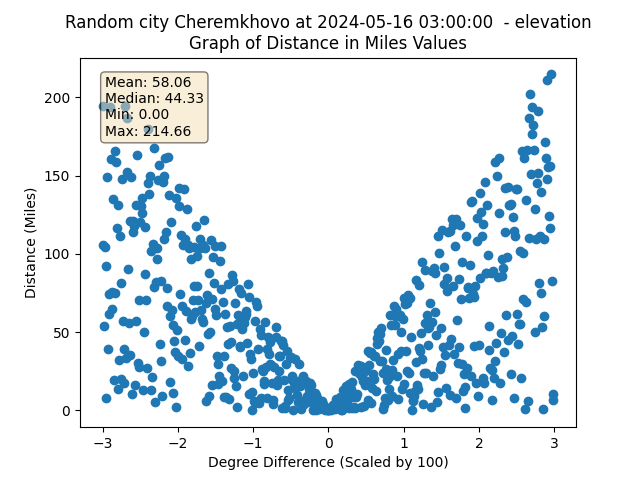 Random city Cheremkhovo at 2024-05-16 03:00:00  - elevation
Graph of Distance in Miles Values
Mean: 58.06
Median: 44.33
Min: 0.00
Max: 214.66
200
150
100
50
0
Distance (Miles)
−3 −2 −1 0 1 2 3
Degree Difference (Scaled by 100)